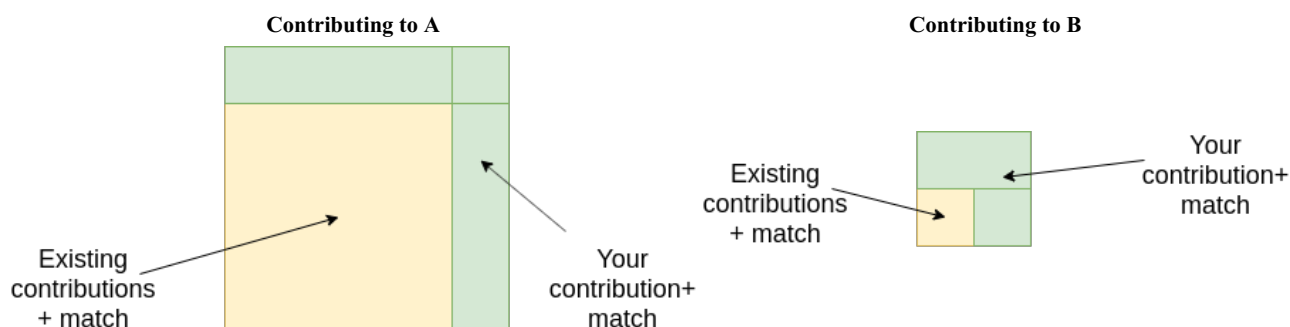 Contributing to A
Contributing to B
Existing
contributions
+ match
Your
contribution+
match
Existing
contributions
+ match
Your
contribution+
match